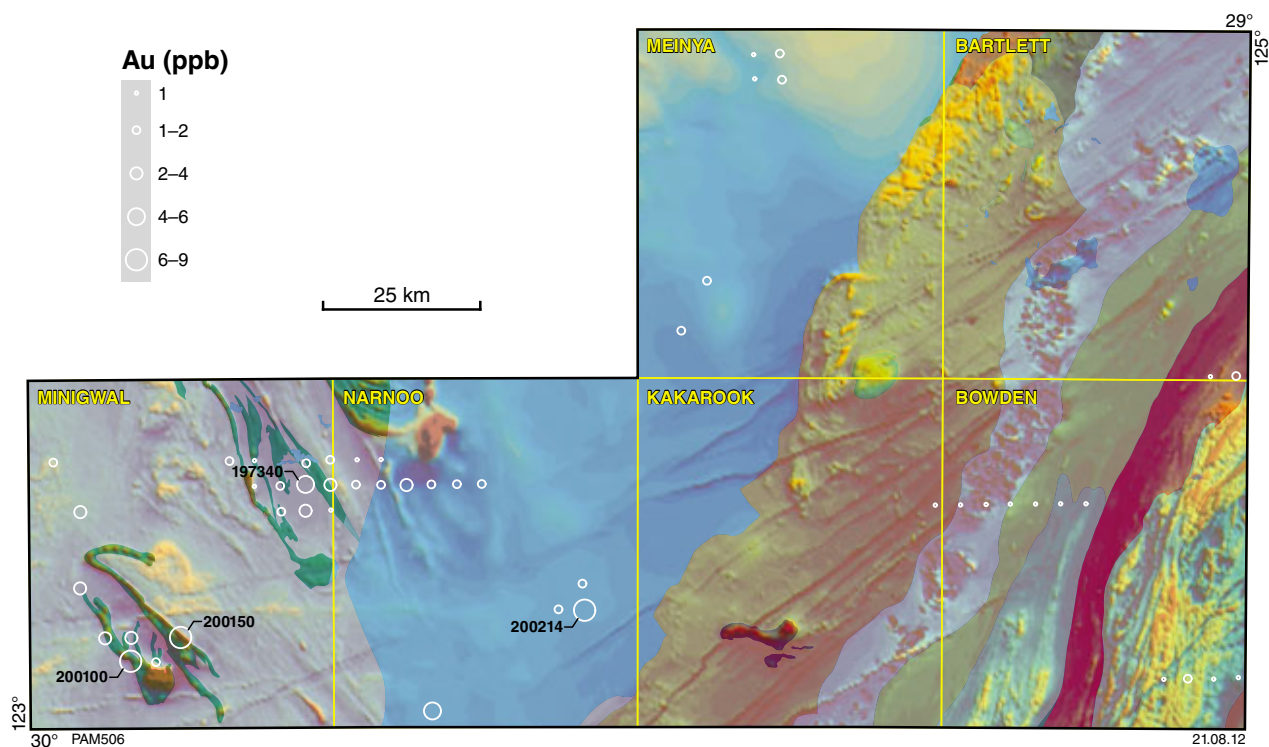 29°
125°
Au (ppb)
1
1–2
2–4
4–6
6–9
25 km
MEINYA
BARTLETT
MINIGWAL
NARNOO
KAKAROOK
BOWDEN
197340
200150
200214
200100
123°
30°
PAM506
21.08.12